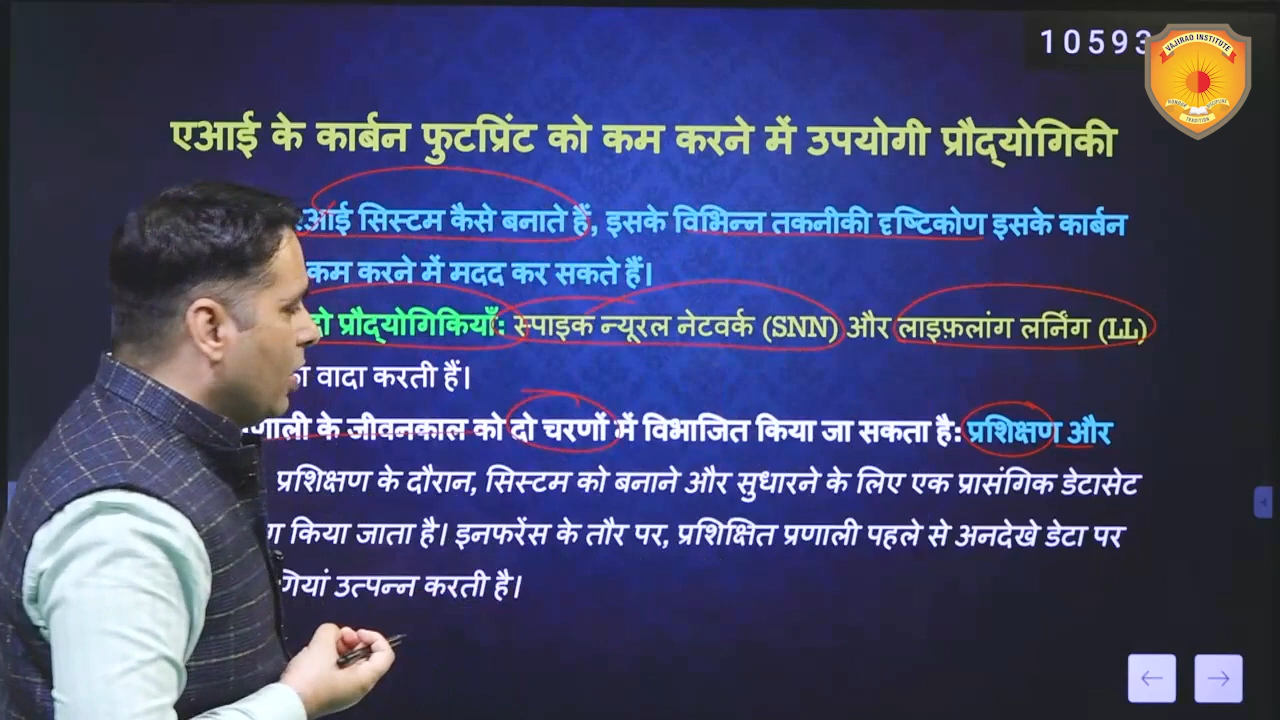 10593
VAJIRAO INSTITUTE
TRADITION
एआई के कार्बन फुटप्रिंट को कम करने में उपयोगी प्रौद्योगिकी
सिस्टम कैसे बनाते हैं, इसके विभिन्न तकनीकी दृष्टिकोण इसके कार्बन
कम करने में मदद कर सकते हैं।
दो प्रौद्योगिकियाँ: स्पाइक न्यूरल नेटवर्क (SNN) और लाइफ़लांग लर्निंग (LL)
वादा करती हैं।
के जीवनकाल को दो चरणों में विभाजित किया जा सकता है: प्रशिक्षण और
प्रशिक्षण के दौरान, सिस्टम को बनाने और सुधारने के लिए एक प्रासंगिक डेटासेट
किया जाता है। इनफरेंस के तौर पर, प्रशिक्षित प्रणाली पहले से अनदेखे डेटा पर
उत्पन्न करती है।